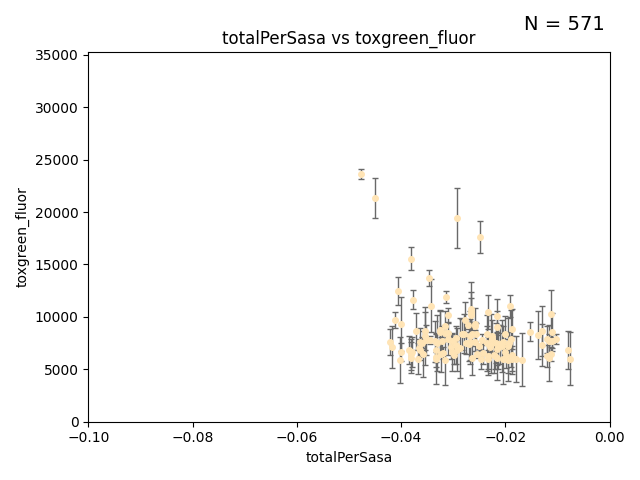 N = 571
totalPerSasa vs toxgreen_fluor
toxgreen_fluor
35000
30000
25000
20000
15000
10000
5000
0
−0.10 −0.08 −0.06 −0.04 −0.02 0.00
totalPerSasa